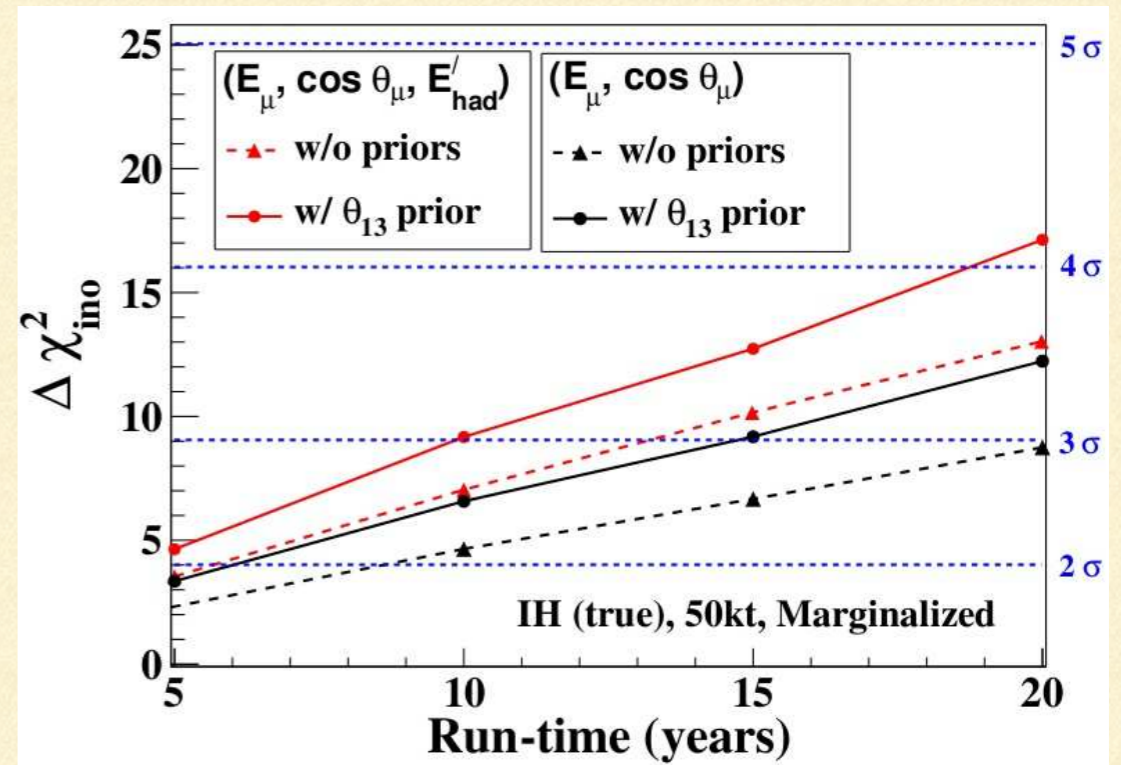 25
20
15
10
5
0
Δ χ²ino
(Eμ, cos θμ, E′had)
w/o priors
w/ θ13 prior
(Eμ, cos θμ)
w/o priors
w/ θ13 prior
5 σ
4 σ
3 σ
2 σ
IH (true), 50kt, Marginalized
5 10 15 20
Run-time (years)